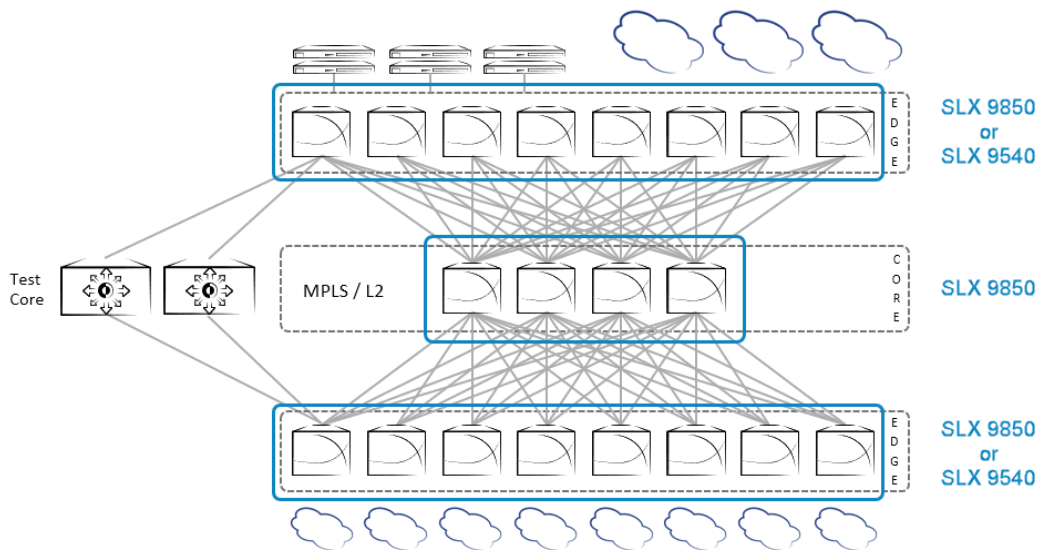 EDGE
SLX 9850
or
SLX 9540
Test
Core
MPLS / L2
CORE
SLX 9850
EDGE
SLX 9850
or
SLX 9540